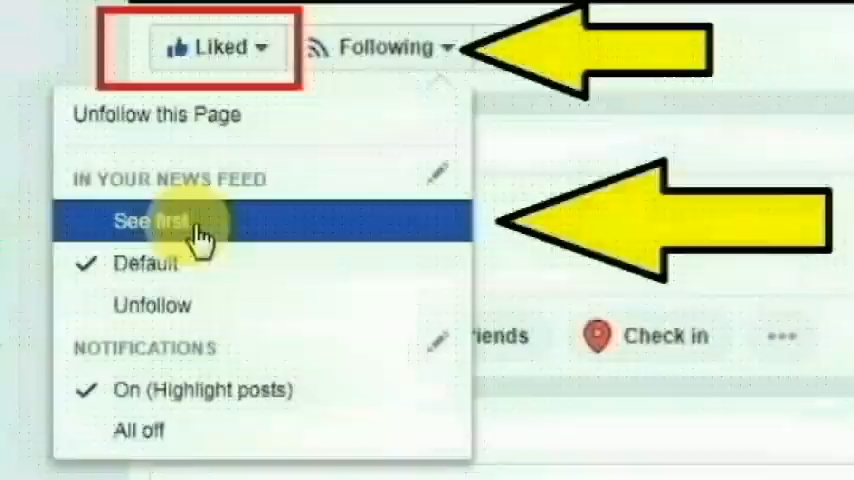 Liked Following
Unfollow this Page
IN YOUR NEWS FEED
See first
Default
Unfollow
riends Check in
NOTIFICATIONS
On (Highlight posts)
All off